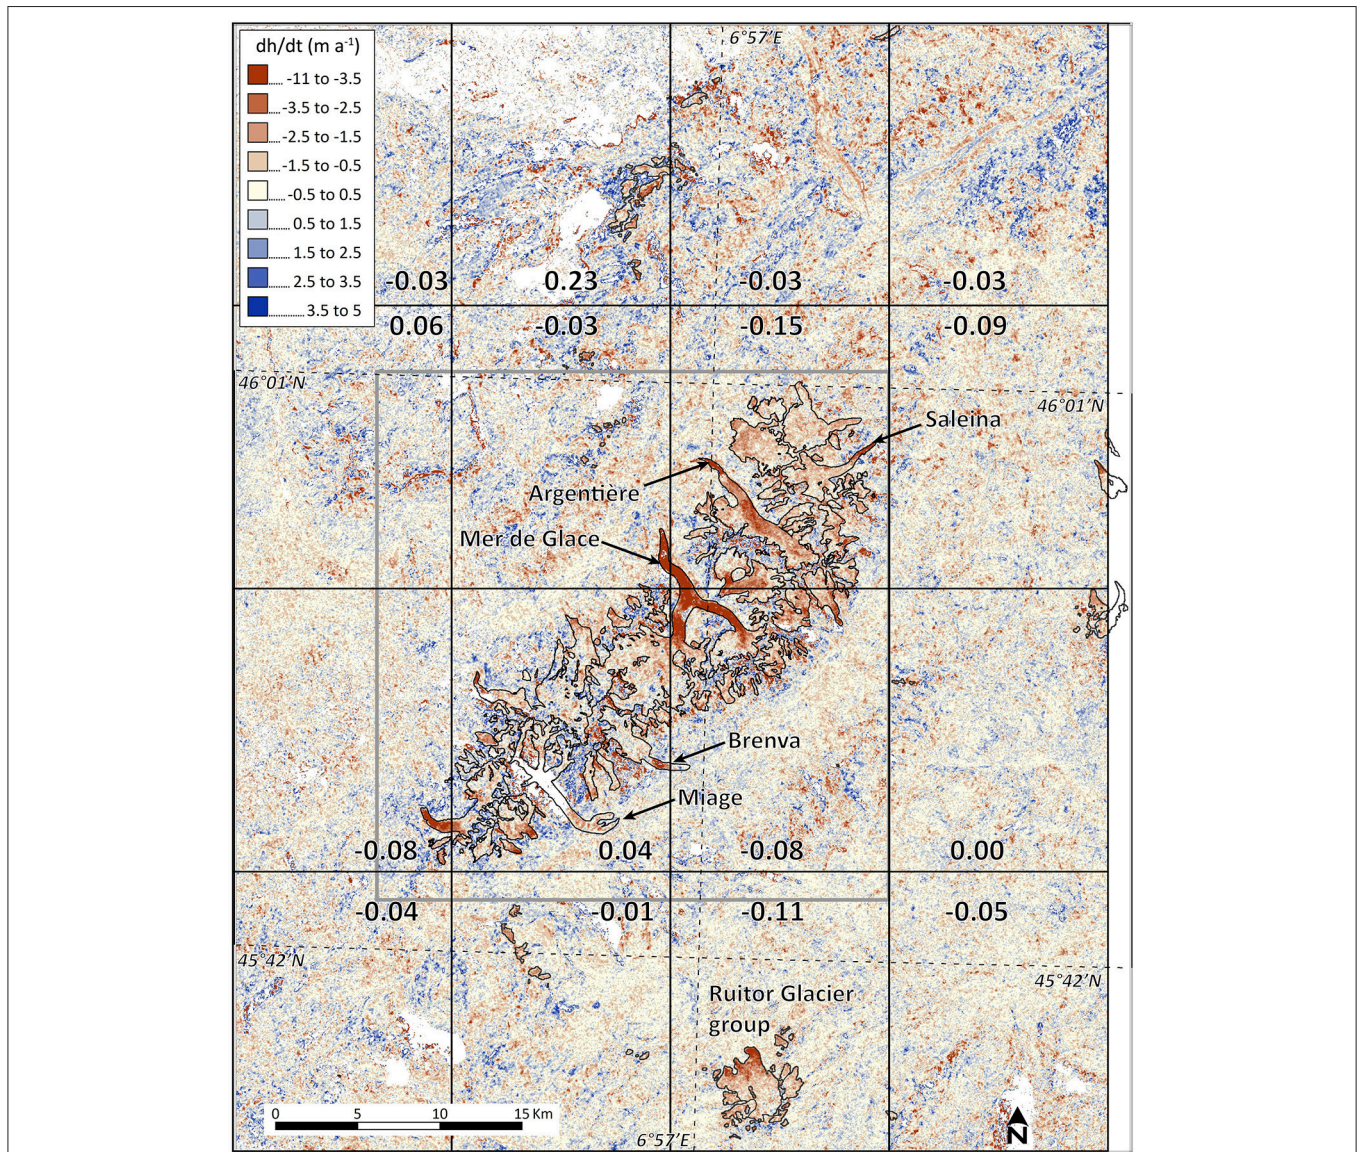 dh/dt (m a⁻¹)
-11 to -3.5
-3.5 to -2.5
-2.5 to -1.5
-1.5 to -0.5
-0.5 to 0.5
0.5 to 1.5
1.5 to 2.5
2.5 to 3.5
3.5 to 5
6°57'E
-0.03 0.23 -0.03 -0.03
0.06 -0.03 -0.15 -0.09
46°01'N
46°01'N
Saleina
Argentière
Mer de Glace
Brenva
Miage
-0.08 0.04 -0.08 0.00
-0.04 -0.01 -0.11 -0.05
45°42'N
45°42'N
Ruitor Glacier
group
0 5 10 15 Km
6°57'E
N